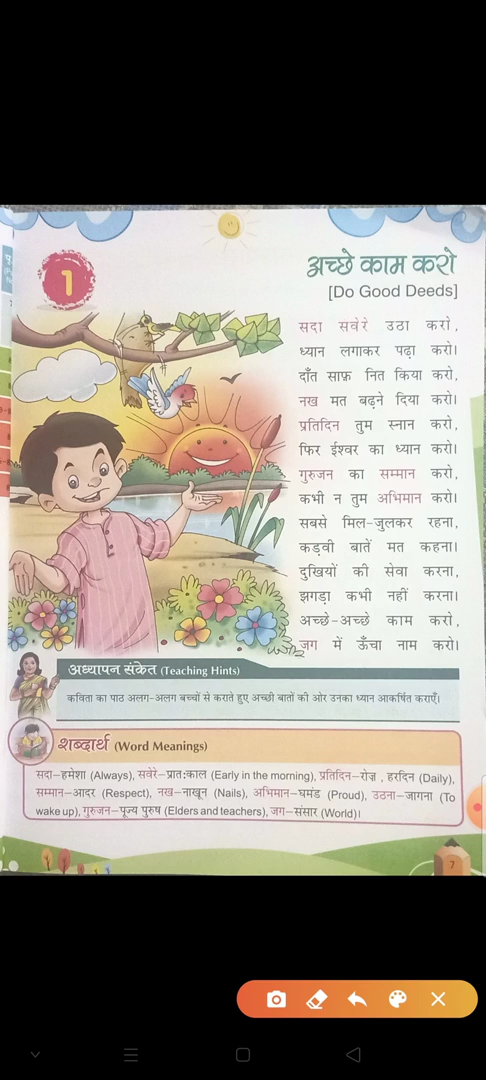 1
अच्छे काम करो
[Do Good Deeds]
सदा सवेरे उठा करो,
ध्यान लगाकर पढ़ा करो।
दाँत साफ़ नित किया करो,
नख मत बढ़ने दिया करो।
प्रतिदिन तुम स्नान करो,
फिर ईश्वर का ध्यान करो।
गुरुजन का सम्मान करो,
कभी न तुम अभिमान करो।
सबसे मिल-जुलकर रहना,
कड़वी बातें मत कहना।
दुखियों की सेवा करना,
झगड़ा कभी नहीं करना।
अच्छे-अच्छे काम करो,
जग में ऊँचा नाम करो।
अध्यापन संकेत (Teaching Hints)
कविता का पाठ अलग-अलग बच्चों से कराते हुए अच्छी बातों की ओर उनका ध्यान आकर्षित कराएँ।
शब्दार्थ (Word Meanings)
सदा–हमेशा (Always), सवेरे–प्रात:काल (Early in the morning), प्रतिदिन–रोज़ , हरदिन (Daily),
सम्मान–आदर (Respect), नख–नाखून (Nails), अभिमान–घमंड (Proud), उठना–जागना (To
wake up), गुरुजन–पूज्य पुरुष (Elders and teachers), जग–संसार (World)।
7